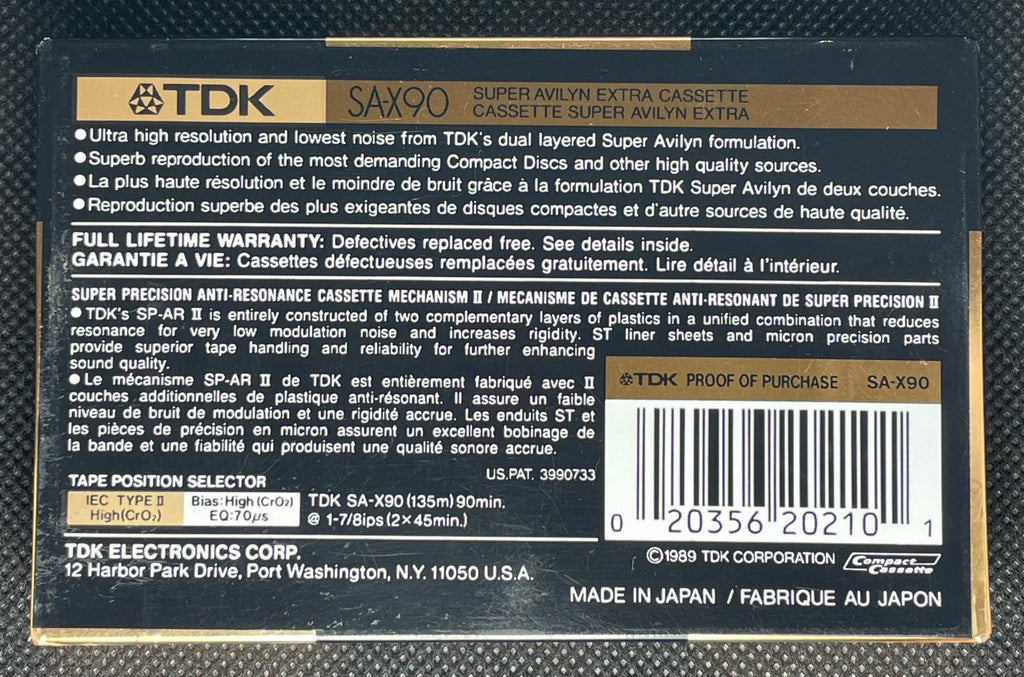 TDK SA-X90 SUPER AVILYN EXTRA CASSETTE
CASSETTE SUPER AVILYN EXTRA
●Ultra high resolution and lowest noise from TDK's dual layered Super Avilyn formulation.
●Superb reproduction of the most demanding Compact Discs and other high quality sources.
●La plus haute résolution et le moindre de bruit grâce à la formulation TDK Super Avilyn de deux couches.
●Reproduction superbe des plus exigeantes de disques compactes et d'autre sources de haute qualité.
FULL LIFETIME WARRANTY: Defectives replaced free. See details inside.
GARANTIE A VIE: Cassettes défectueuses remplacées gratuitement. Lire détail à l'intérieur.
SUPER PRECISION ANTI-RESONANCE CASSETTE MECHANISM II / MECANISME DE CASSETTE ANTI-RESONANT DE SUPER PRECISION II
● TDK's SP-AR II is entirely constructed of two complementary layers of plastics in a unified combination that reduces
resonance for very low modulation noise and increases rigidity. ST liner sheets and micron precision parts
provide superior tape handling and reliability for further enhancing
sound quality.
● Le mécanisme SP-AR II de TDK est entièrement fabriqué avec II
couches additionnelles de plastique anti-résonant. Il assure un faible
niveau de bruit de modulation et une rigidité accrue. Les enduits ST et
les pièces de précision en micron assurent un excellent bobinage de
la bande et une fiabilité qui produisent une qualité sonore accrue.
US.PAT. 3990733
TDK PROOF OF PURCHASE SA-X90
0 20356 20210 1
TAPE POSITION SELECTOR
IEC TYPE II
High(CrO₂)
Bias:High(CrO₂)
EQ:70μs
TDK SA-X90(135m)90min.
@ 1-7/8ips(2×45min.)
TDK ELECTRONICS CORP.
12 Harbor Park Drive, Port Washington, N.Y. 11050 U.S.A.
©1989 TDK CORPORATION Compact Cassette
MADE IN JAPAN / FABRIQUE AU JAPON